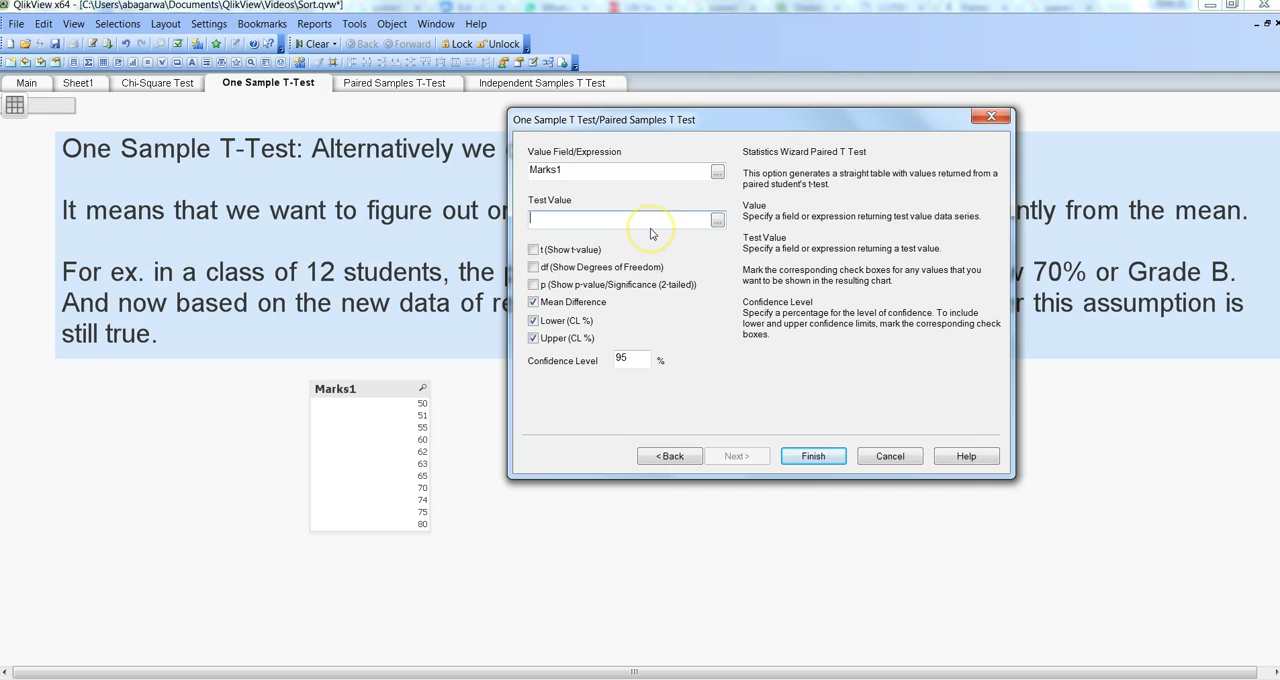 QlikView x64 - [C:\Users\abagarwa\Documents\QlikView\Videos\Sort.qvw*]
File Edit View Selections Layout Settings Bookmarks Reports Tools Object Window Help
Clear Back Forward Lock Unlock
Main Sheet1 Chi-Square Test One Sample T-Test Paired Samples T-Test Independent Samples T Test
One Sample T-Test: Alternatively we
It means that we want to figure out
ntly from the mean.
For ex. in a class of 12 students, the
70% or Grade B.
And now based on the new data of
this assumption is
still true.
Marks1
50
51
55
60
62
63
65
70
74
75
80
One Sample T Test/Paired Samples T Test
Value Field/Expression
Marks1
...
Test Value
...
t (Show t-value)
df (Show Degrees of Freedom)
p (Show p-value/Significance (2-tailed))
Mean Difference
Lower (CL %)
Upper (CL %)
Confidence Level 95 %
Statistics Wizard Paired T Test
This option generates a straight table with values returned from a
paired student's t-test.
Value
Specify a field or expression returning test value data series.
Test Value
Specify a field or expression returning a test value.
Mark the corresponding check boxes for any values that you
want to be shown in the resulting chart.
Confidence Level
Specify a percentage for the level of confidence. To include
lower and upper confidence limits, mark the corresponding check
boxes.
< Back Next > Finish Cancel Help